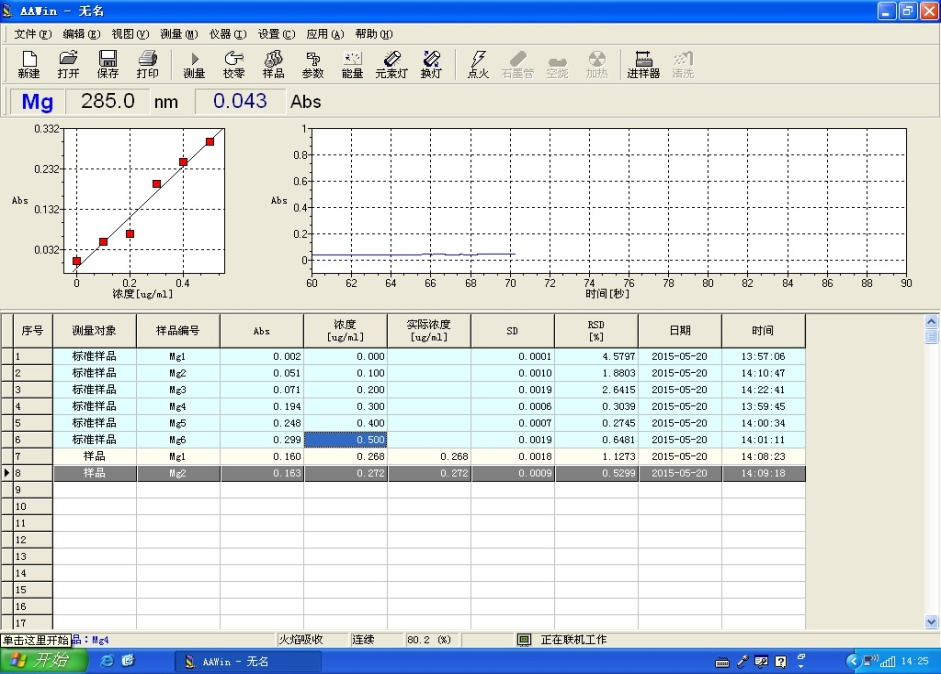 AAWin - 无名
文件(F) 编辑(E) 视图(V) 测量(M) 仪器(I) 设置(C) 应用(A) 帮助(H)
新建 打开 保存 打印 测量 校零 样品 参数 能量 元素灯 换灯 点火 石墨管 空烧 加热 进样器 清洗
Mg 285.0 nm 0.043 Abs
0.332
0.232
Abs
0.132
0.032
0 0.2 0.4
浓度[ug/ml]
1
0.8
0.6
Abs 0.4
0.2
0
60 62 64 66 68 70 72 74 76 78 80 82 84 86 88 90
时间[秒]
序号 测量对象 样品编号 Abs 浓度 [ug/ml] 实际浓度 [ug/ml] SD RSD [%] 日期 时间
1 标准样品 Mg1 0.002 0.000 0.0001 4.5797 2015-05-20 13:57:06
2 标准样品 Mg2 0.051 0.100 0.0010 1.8803 2015-05-20 14:10:47
3 标准样品 Mg3 0.071 0.200 0.0019 2.6415 2015-05-20 14:22:41
4 标准样品 Mg4 0.194 0.300 0.0006 0.3039 2015-05-20 13:59:45
5 标准样品 Mg5 0.248 0.400 0.0007 0.2745 2015-05-20 14:00:34
6 标准样品 Mg6 0.299 0.500 0.0019 0.6481 2015-05-20 14:01:11
7 样品 Mg1 0.160 0.268 0.268 0.0018 1.1273 2015-05-20 14:08:23
8 样品 Mg2 0.163 0.272 0.272 0.0009 0.5299 2015-05-20 14:09:18
9
10
11
12
13
14
15
16
17
单击这里开始 品：Mg4 火焰吸收 连续 80.2 (%) 正在联机工作
开始 AAWin - 无名 14:25